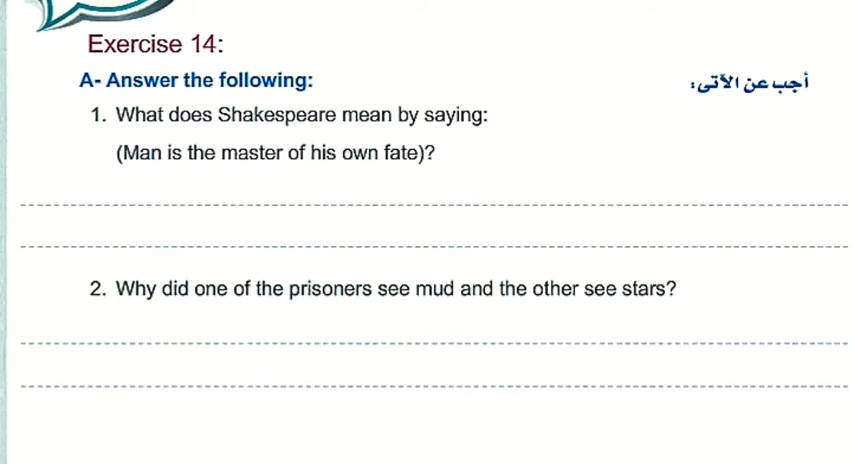 Exercise 14:
A- Answer the following:
أجب عن الآتى:
1. What does Shakespeare mean by saying:
(Man is the master of his own fate)?
2. Why did one of the prisoners see mud and the other see stars?